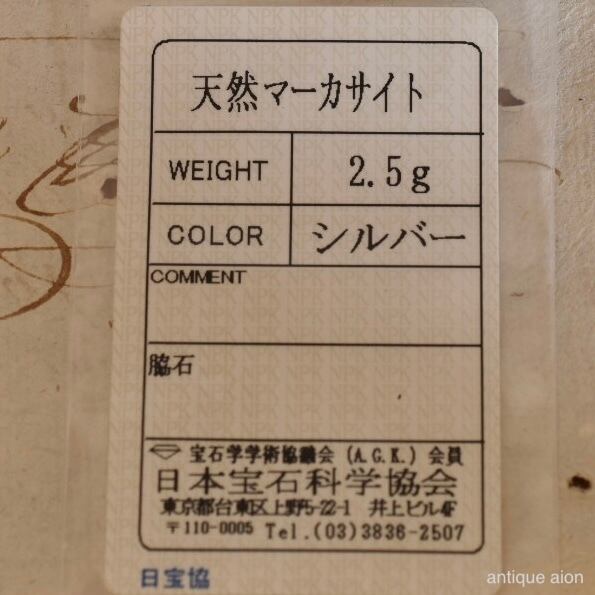 天然マーカサイト
WEIGHT 2.5g
COLOR シルバー
COMMENT
脇石
宝石学学術協議会 (A.G.K.) 会員
日本宝石科学協会
東京都台東区上野5-22-1 井上ビル4F
〒110-0005 Tel.(03)3836-2507
日宝協
antique aion